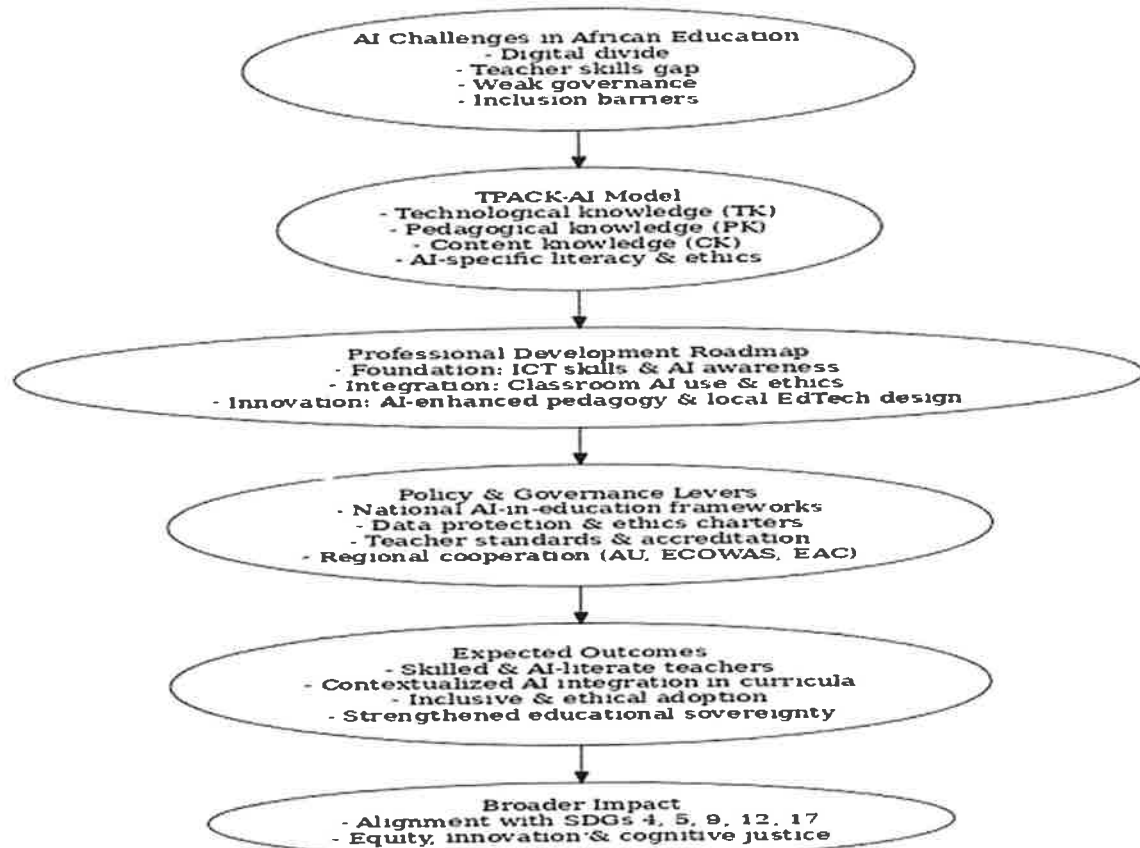 AI Challenges in African Education
- Digital divide
- Teacher skills gap
- Weak governance
- Inclusion barriers
TPACK-AI Model
- Technological knowledge (TK)
- Pedagogical knowledge (PK)
- Content knowledge (CK)
- AI-specific literacy & ethics
Professional Development Roadmap
- Foundation: ICT skills & AI awareness
- Integration: Classroom AI use & ethics
- Innovation: AI-enhanced pedagogy & local EdTech design
Policy & Governance Levers
- National AI-in-education frameworks
- Data protection & ethics charters
- Teacher standards & accreditation
- Regional cooperation (AU, ECOWAS, EAC)
Expected Outcomes
- Skilled & AI-literate teachers
- Contextualized AI integration in curricula
- Inclusive & ethical adoption
- Strengthened educational sovereignty
Broader Impact
- Alignment with SDGs 4, 5, 9, 12, 17
- Equity, innovation & cognitive justice